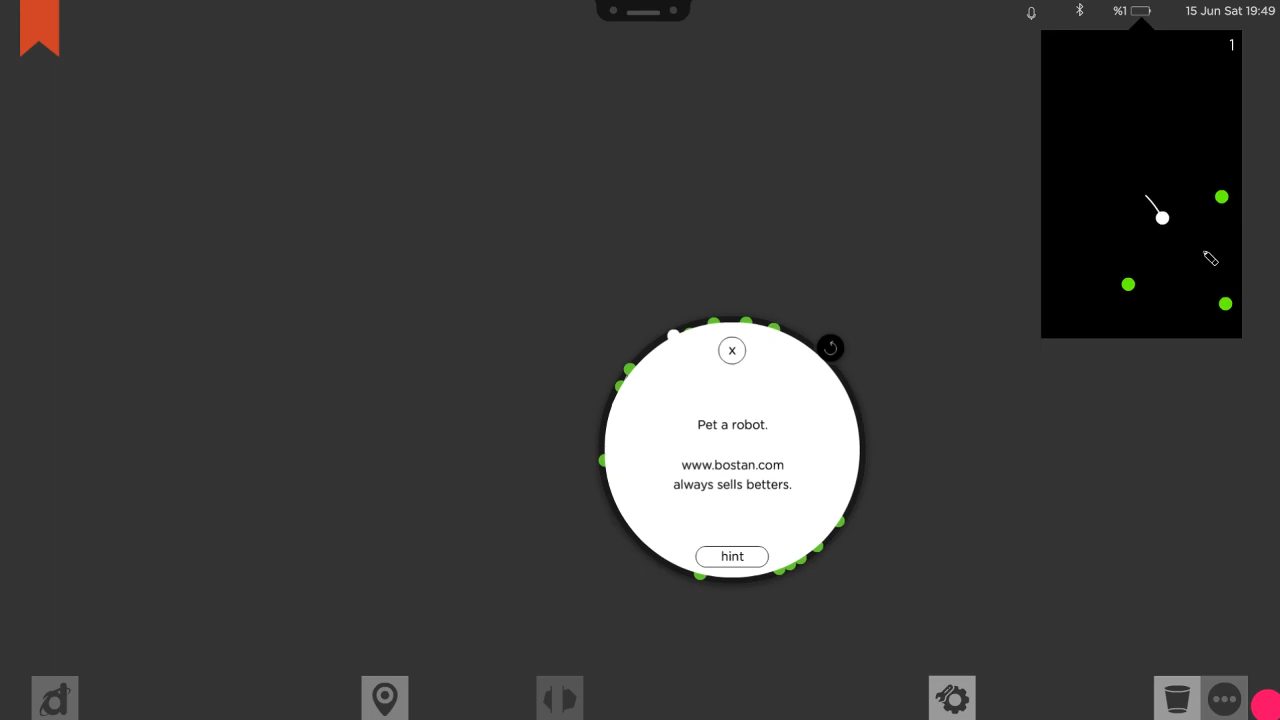 %1 15 Jun Sat 19:49
1
x
Pet a robot.
www.bostan.com
always sells betters.
hint